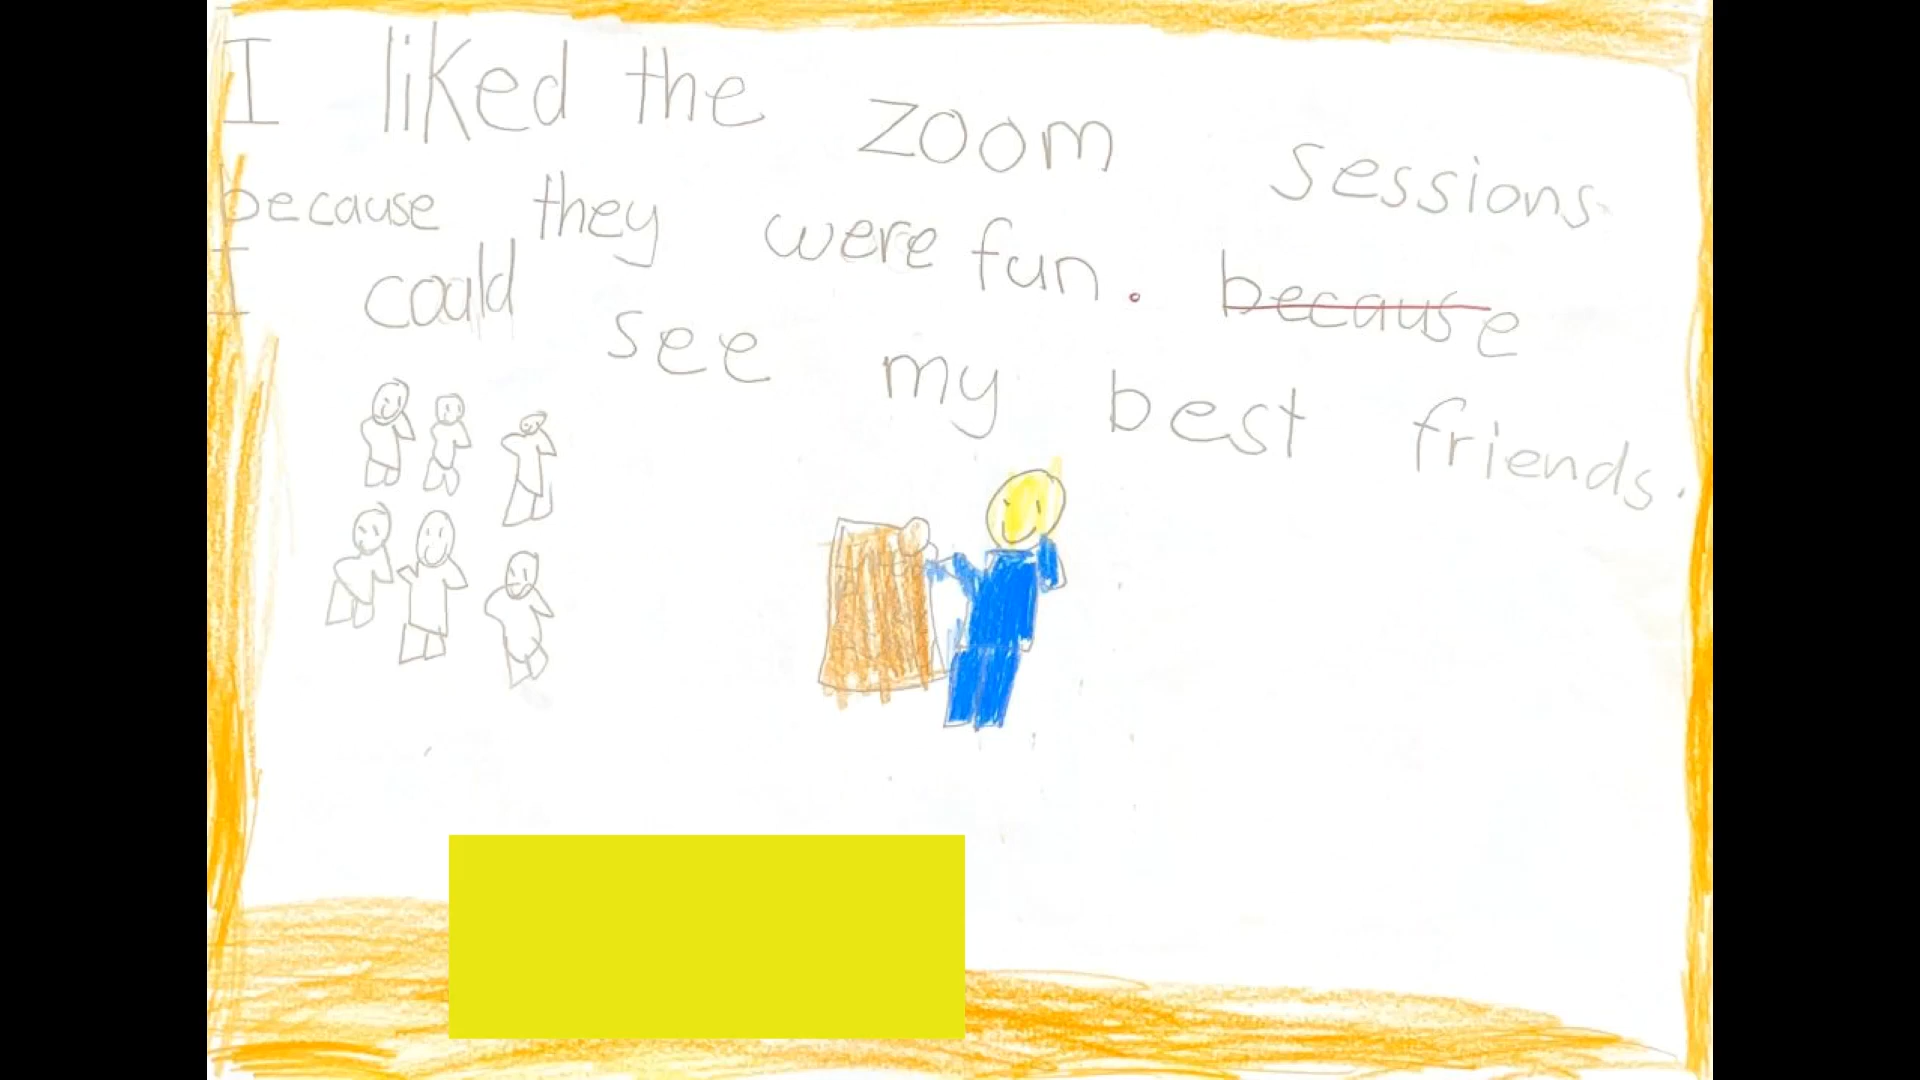 I liked the zoom sessions
because they were fun. because
I could see my best friends.